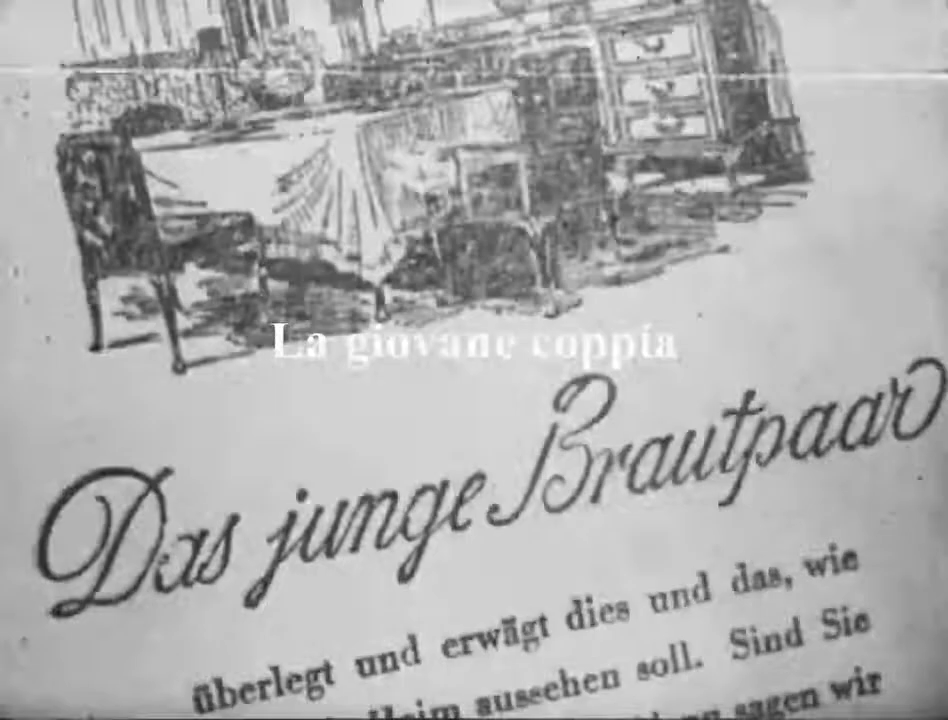 La giovane coppia
Das junge Brautpaar
überlegt und erwägt dies und das, wie
Heim aussehen soll. Sind Sie
sagen wir